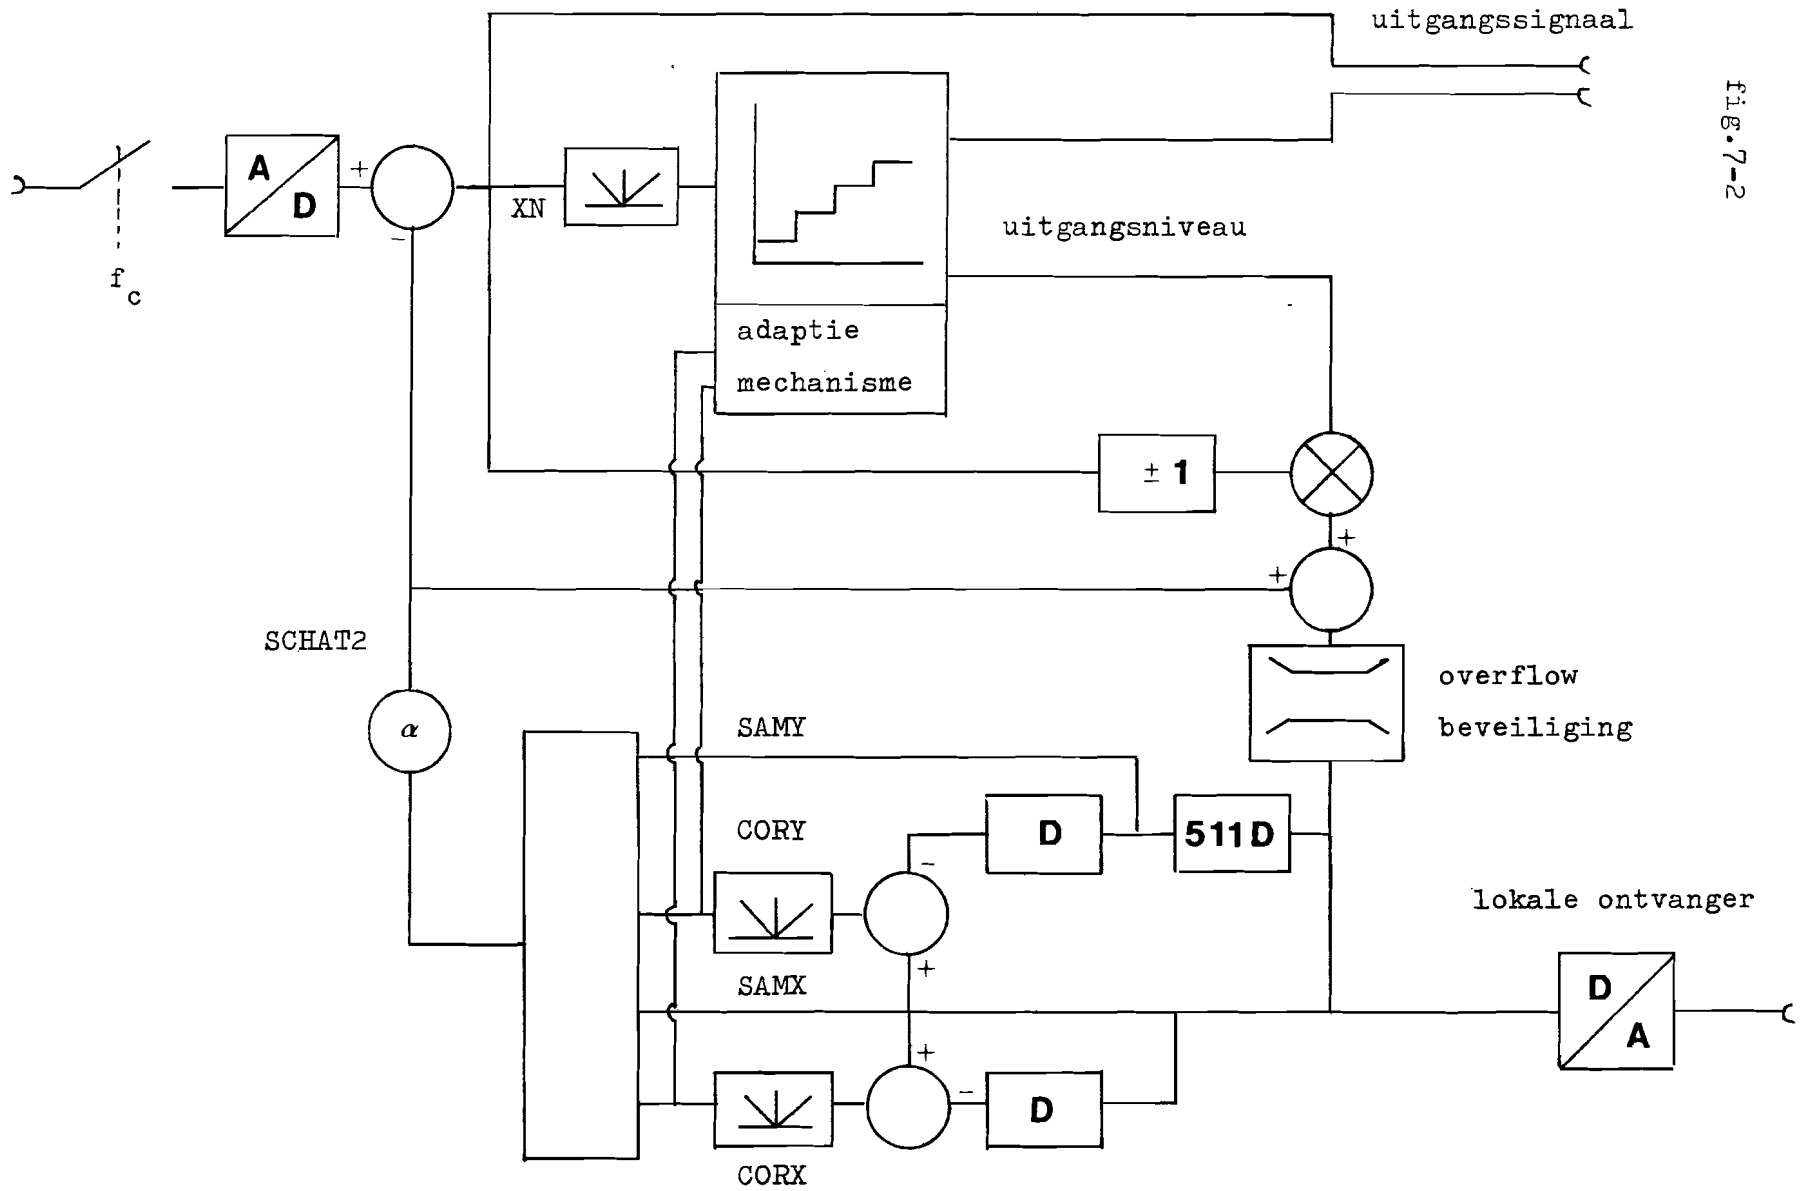 uitgangssignaal
fig.7-2
A
D
+
-
f
c
XN
uitgangsniveau
adaptie
mechanisme
± 1
+
+
SCHAT2
α
overflow
beveiliging
SAMY
CORY
D
511D
-
+
lokale ontvanger
SAMX
D
A
+
-
D
CORX